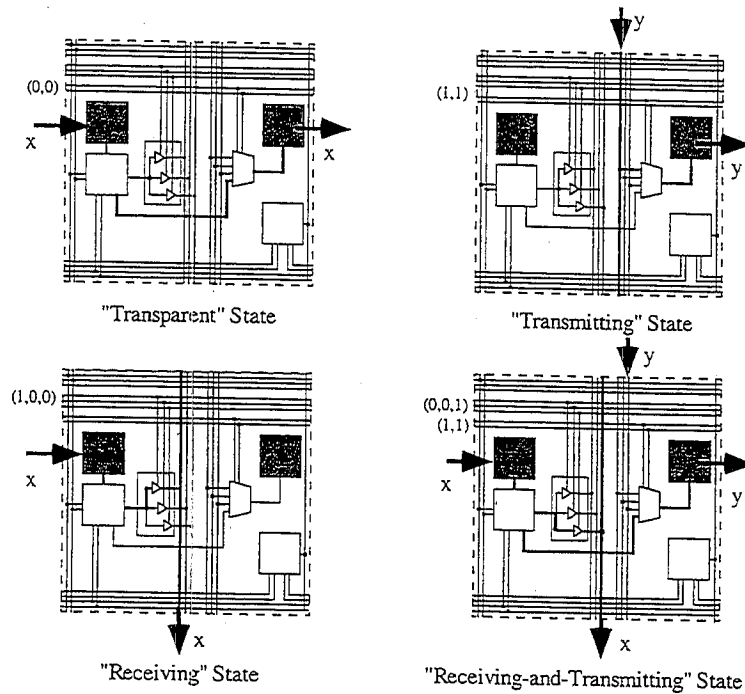 y
(0,0)
(1,1)
x
x
y
"Transparent" State
"Transmitting" State
y
(1,0,0)
(0,0,1)
(1,1)
x
x
y
x
x
"Receiving" State
"Receiving-and-Transmitting" State